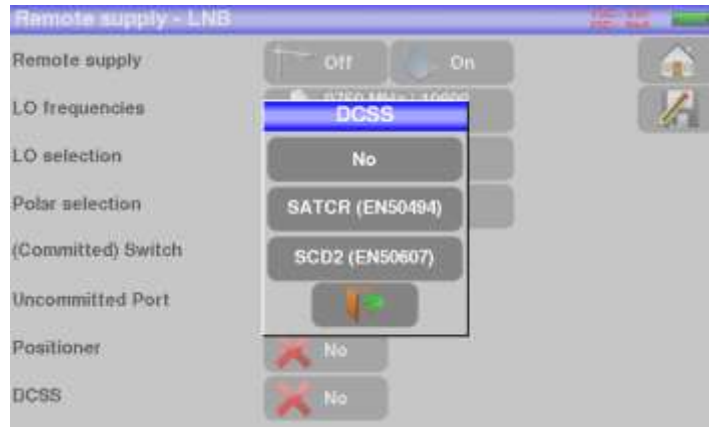 Remote supply - LNB
Remote supply
Off
On
LO frequencies
DCSS
LO selection
No
Polar selection
SATCR (EN50494)
(Committed) Switch
SCD2 (EN50607)
Uncommitted Port
Positioner
No
DCSS
No